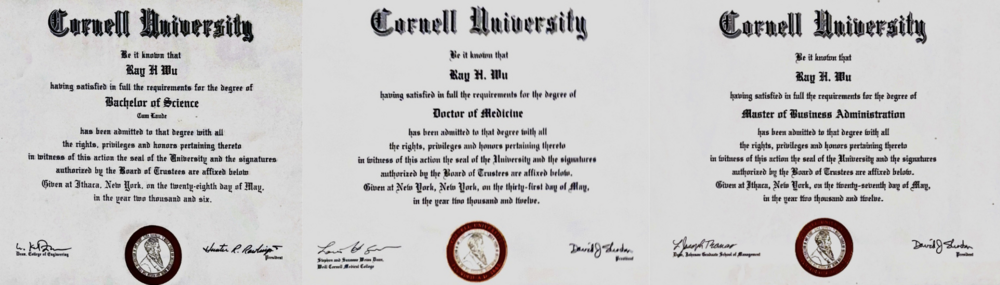 Cornell University
Be it known that
Ray H Wu
having satisfied in full the requirements for the degree of
Bachelor of Science
Cum Laude
has been admitted to that degree with all
the rights, privileges and honors pertaining thereto
in witness of this action the seal of the University and the signatures
authorized by the Board of Trustees are affixed below
Given at Ithaca, New York, on the twenty-eighth day of May,
in the year two thousand and six.
Dean, College of Engineering
President
Cornell University
Be it known that
Ray H. Wu
having satisfied in full the requirements for the degree of
Doctor of Medicine
has been admitted to that degree with all
the rights, privileges and honors pertaining thereto
in witness of this action the seal of the University and the signatures
authorized by the Board of Trustees are affixed below.
Given at New York, New York, on the thirty-first day of May,
in the year two thousand and twelve.
Stephen and Suzanne Weiss Dean,
Weill Cornell Medical College
David J. Skorton
President
Cornell University
Be it known that
Ray H. Wu
having satisfied in full the requirements for the degree of
Master of Business Administration
has been admitted to that degree with all
the rights, privileges and honors pertaining thereto
in witness of this action the seal of the University and the signatures
authorized by the Board of Trustees are affixed below.
Given at Ithaca, New York, on the twenty-seventh day of May,
in the year two thousand and twelve.
Dean, Johnson Graduate School of Management
David J. Skorton
President